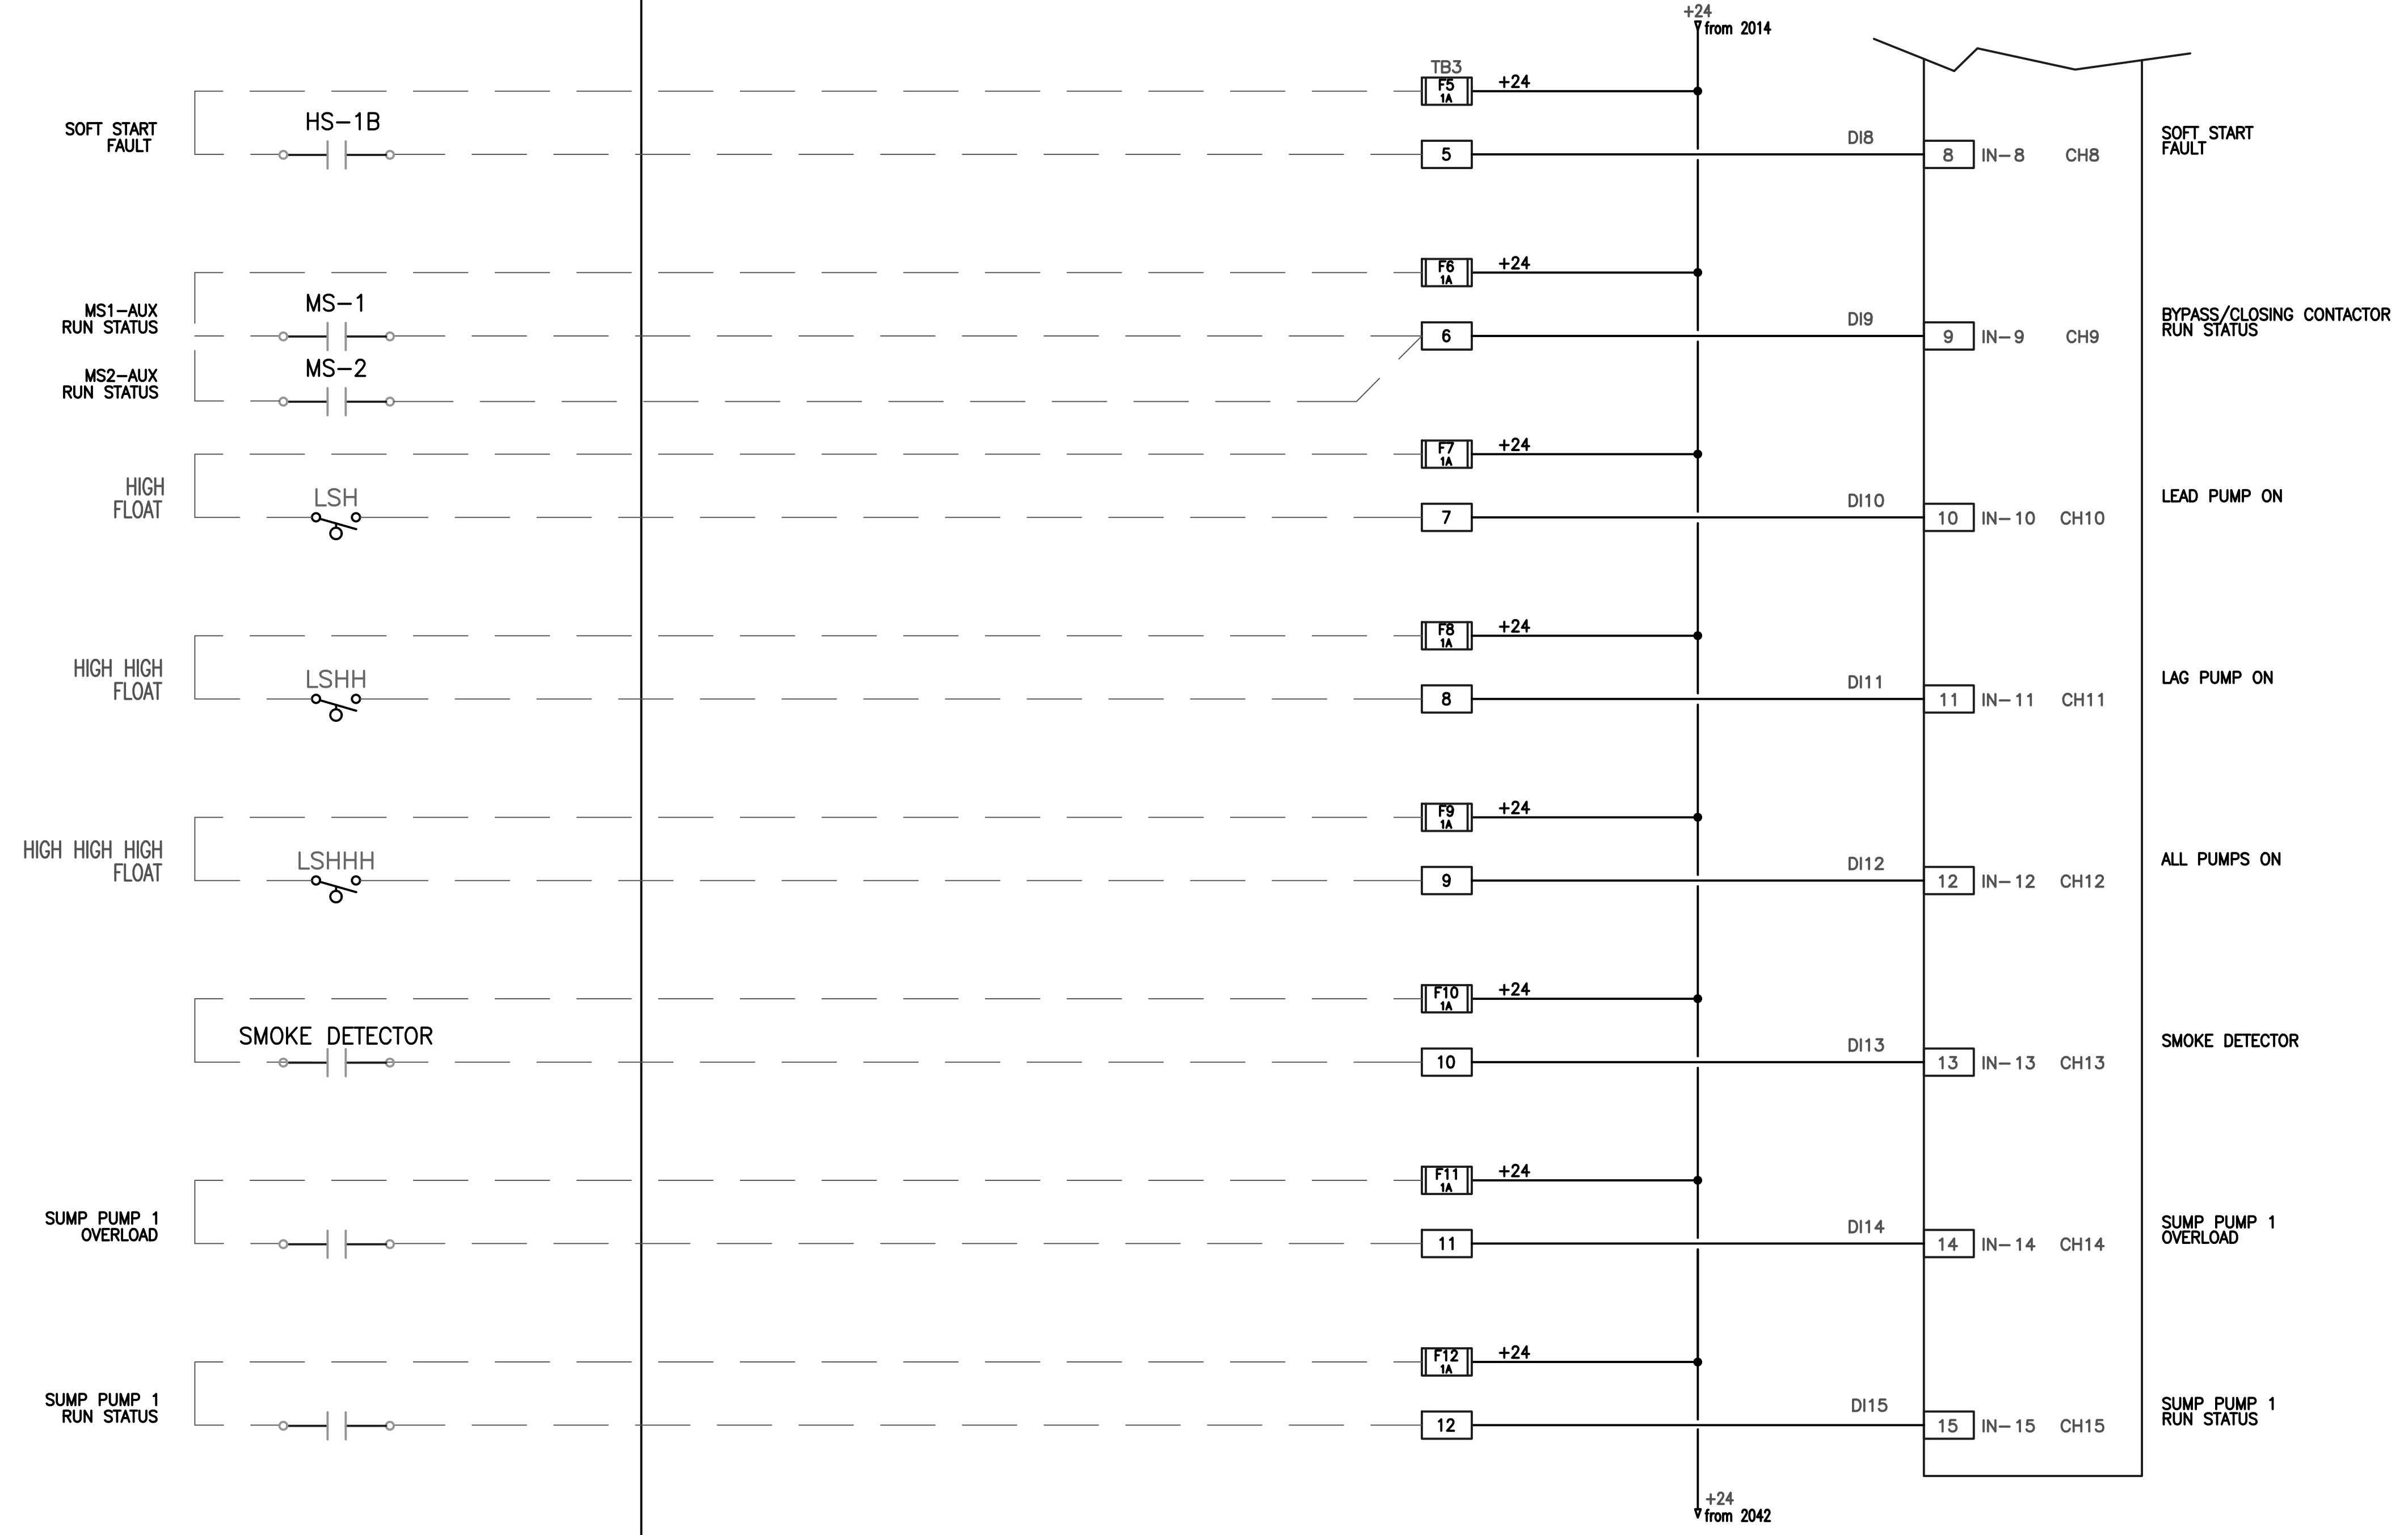 +24
from 2014
TB3
F5
1A
+24
SOFT START
FAULT
HS-1B
5
DI8
8 IN-8 CH8
SOFT START
FAULT
F6
1A
+24
MS1-AUX
RUN STATUS
MS-1
6
DI9
9 IN-9 CH9
BYPASS/CLOSING CONTACTOR
RUN STATUS
MS2-AUX
RUN STATUS
MS-2
F7
1A
+24
HIGH
FLOAT
LSH
7
DI10
10 IN-10 CH10
LEAD PUMP ON
F8
1A
+24
HIGH HIGH
FLOAT
LSHH
8
DI11
11 IN-11 CH11
LAG PUMP ON
F9
1A
+24
HIGH HIGH HIGH
FLOAT
LSHHH
9
DI12
12 IN-12 CH12
ALL PUMPS ON
F10
1A
+24
SMOKE DETECTOR
10
DI13
13 IN-13 CH13
SMOKE DETECTOR
F11
1A
+24
SUMP PUMP 1
OVERLOAD
11
DI14
14 IN-14 CH14
SUMP PUMP 1
OVERLOAD
F12
1A
+24
SUMP PUMP 1
RUN STATUS
12
DI15
15 IN-15 CH15
SUMP PUMP 1
RUN STATUS
+24
from 2042